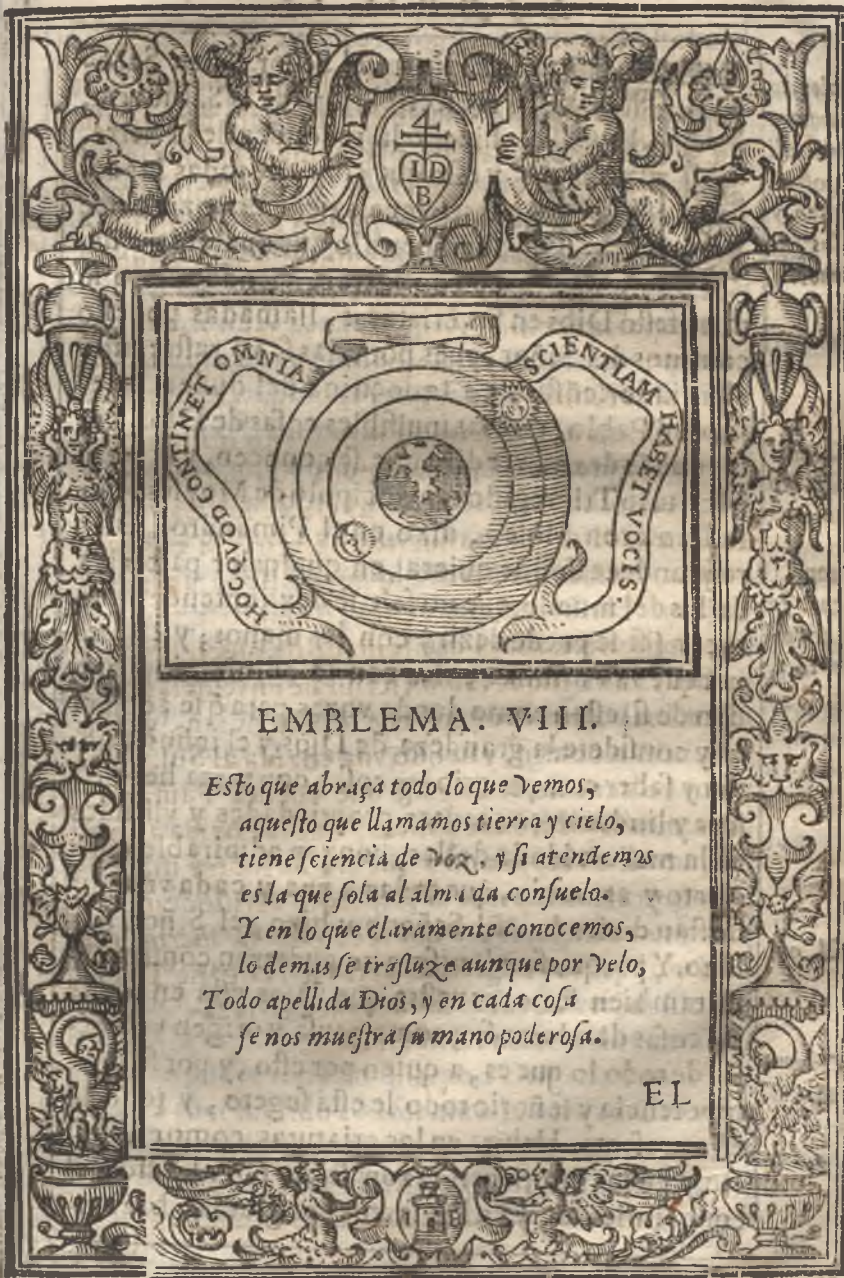 4
I D
B
HOC QVOD CONTINET OMNIA
SCIENTIAM HABET VOCIS.
EMBLEMA. VIII.
Eſto que abraça todo lo que vemos,
aqueſto que llamamos tierra y cielo,
tiene ſciencia de voz, y ſi atendemos
es la que ſola al alma da conſuelo.
Y en lo que claramente conocemos,
lo demas ſe traſluze aunque por velo,
Todo apellida Dios, y en cada coſa
ſe nos mueſtra ſu mano poderoſa.
EL